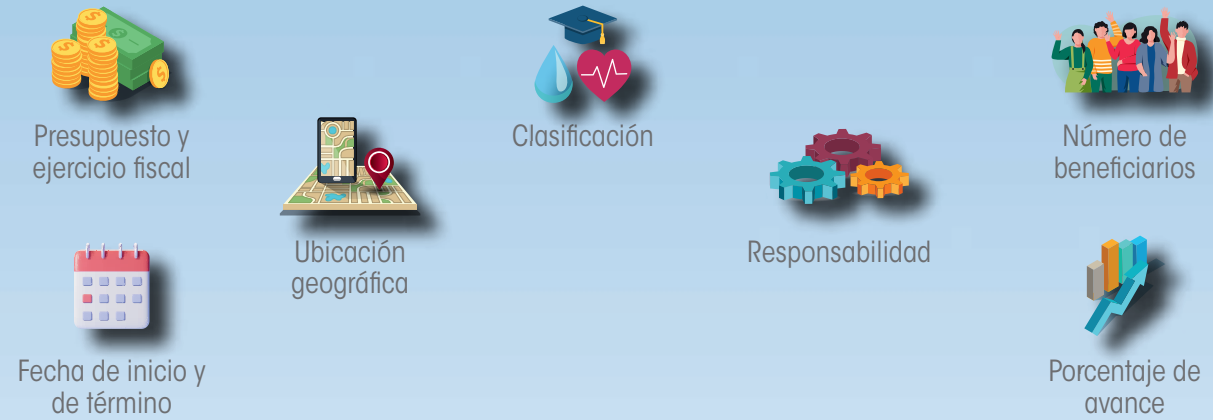 Presupuesto y
ejercicio fiscal
Clasificación
Número de
beneficiarios
Ubicación
geográfica
Responsabilidad
Fecha de inicio y
de término
Porcentaje de
avance